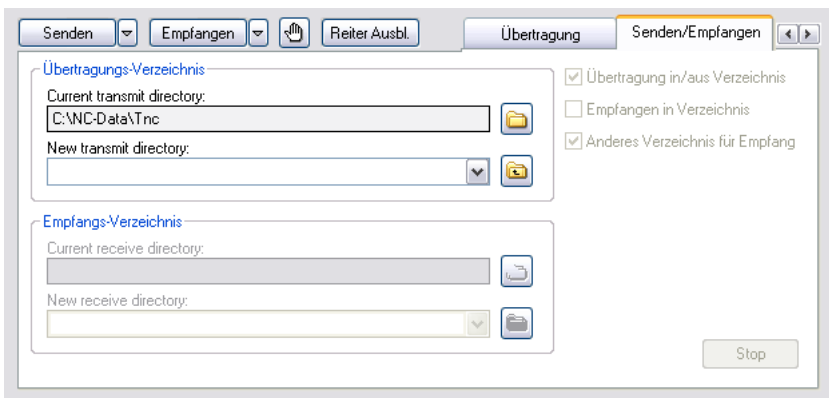 Senden
Empfangen
Reiter Ausbl.
Übertragung
Senden/Empfangen
Übertragungs-Verzeichnis
Current transmit directory:
C:\NC-Data\Tnc
New transmit directory:
Übertragung in/aus Verzeichnis
Empfangen in Verzeichnis
Anderes Verzeichnis für Empfang
Empfangs-Verzeichnis
Current receive directory:
New receive directory:
Stop